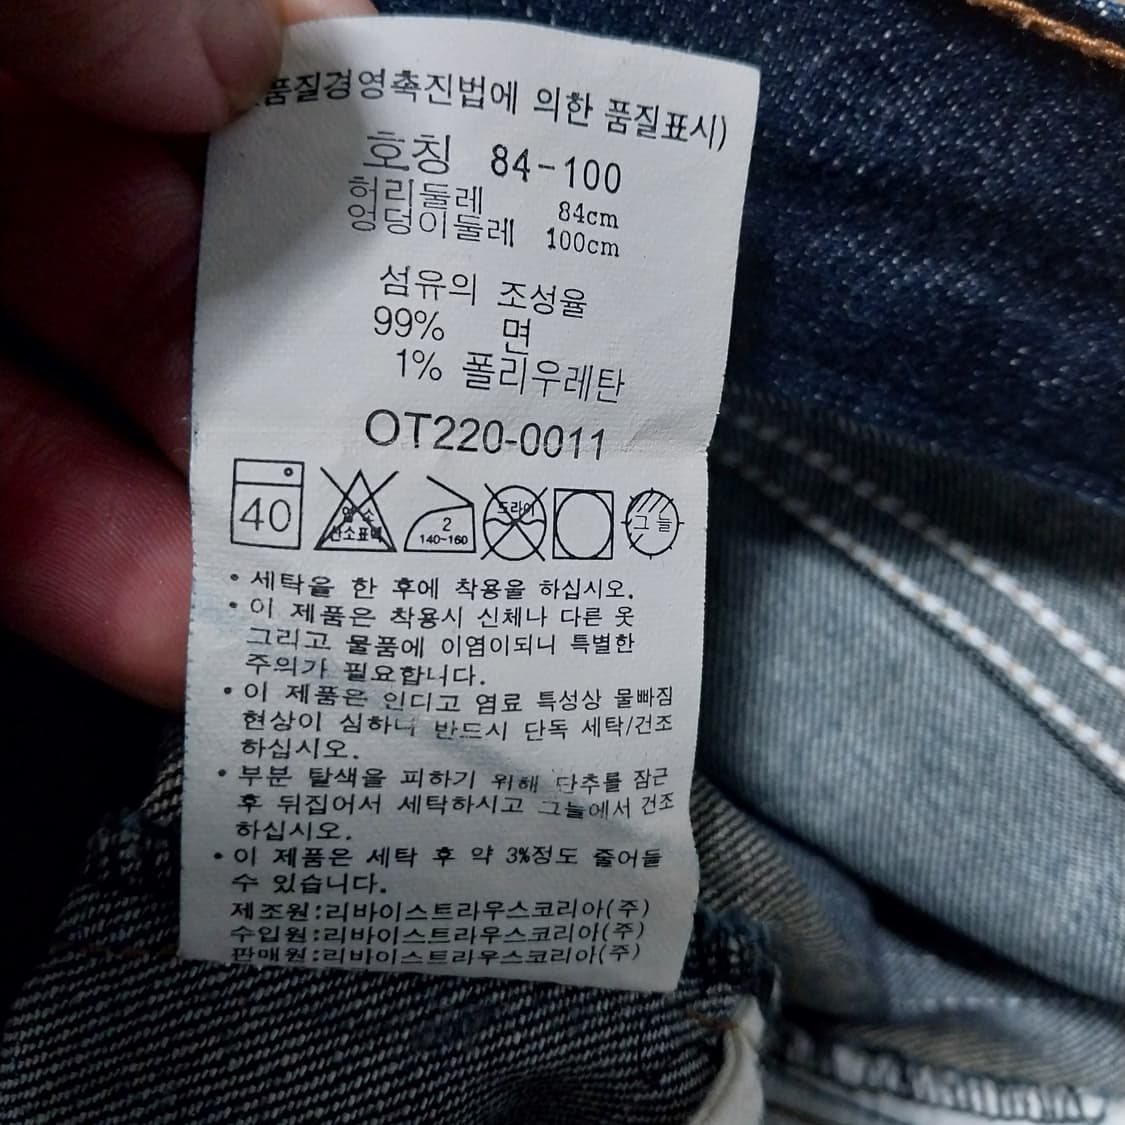 (품질경영촉진법에 의한 품질표시)
호칭 84-100
허리둘레 84cm
엉덩이둘레 100cm
섬유의 조성율
99% 면
1% 폴리우레탄
OT220-0011
40
염소
산소표백
2
140~160
드라이
그늘
• 세탁을 한 후에 착용을 하십시오.
• 이 제품은 착용시 신체나 다른 옷
그리고 물품에 이염이되니 특별한
주의가 필요합니다.
• 이 제품은 인디고 염료 특성상 물빠짐
현상이 심하니 반드시 단독 세탁/건조
하십시오.
• 부분 탈색을 피하기 위해 단추를 잠근
후 뒤집어서 세탁하시고 그늘에서 건조
하십시오.
• 이 제품은 세탁 후 약 3%정도 줄어들
수 있습니다.
제조원:리바이스트라우스코리아(주)
수입원:리바이스트라우스코리아(주)
판매원:리바이스트라우스코리아(주)